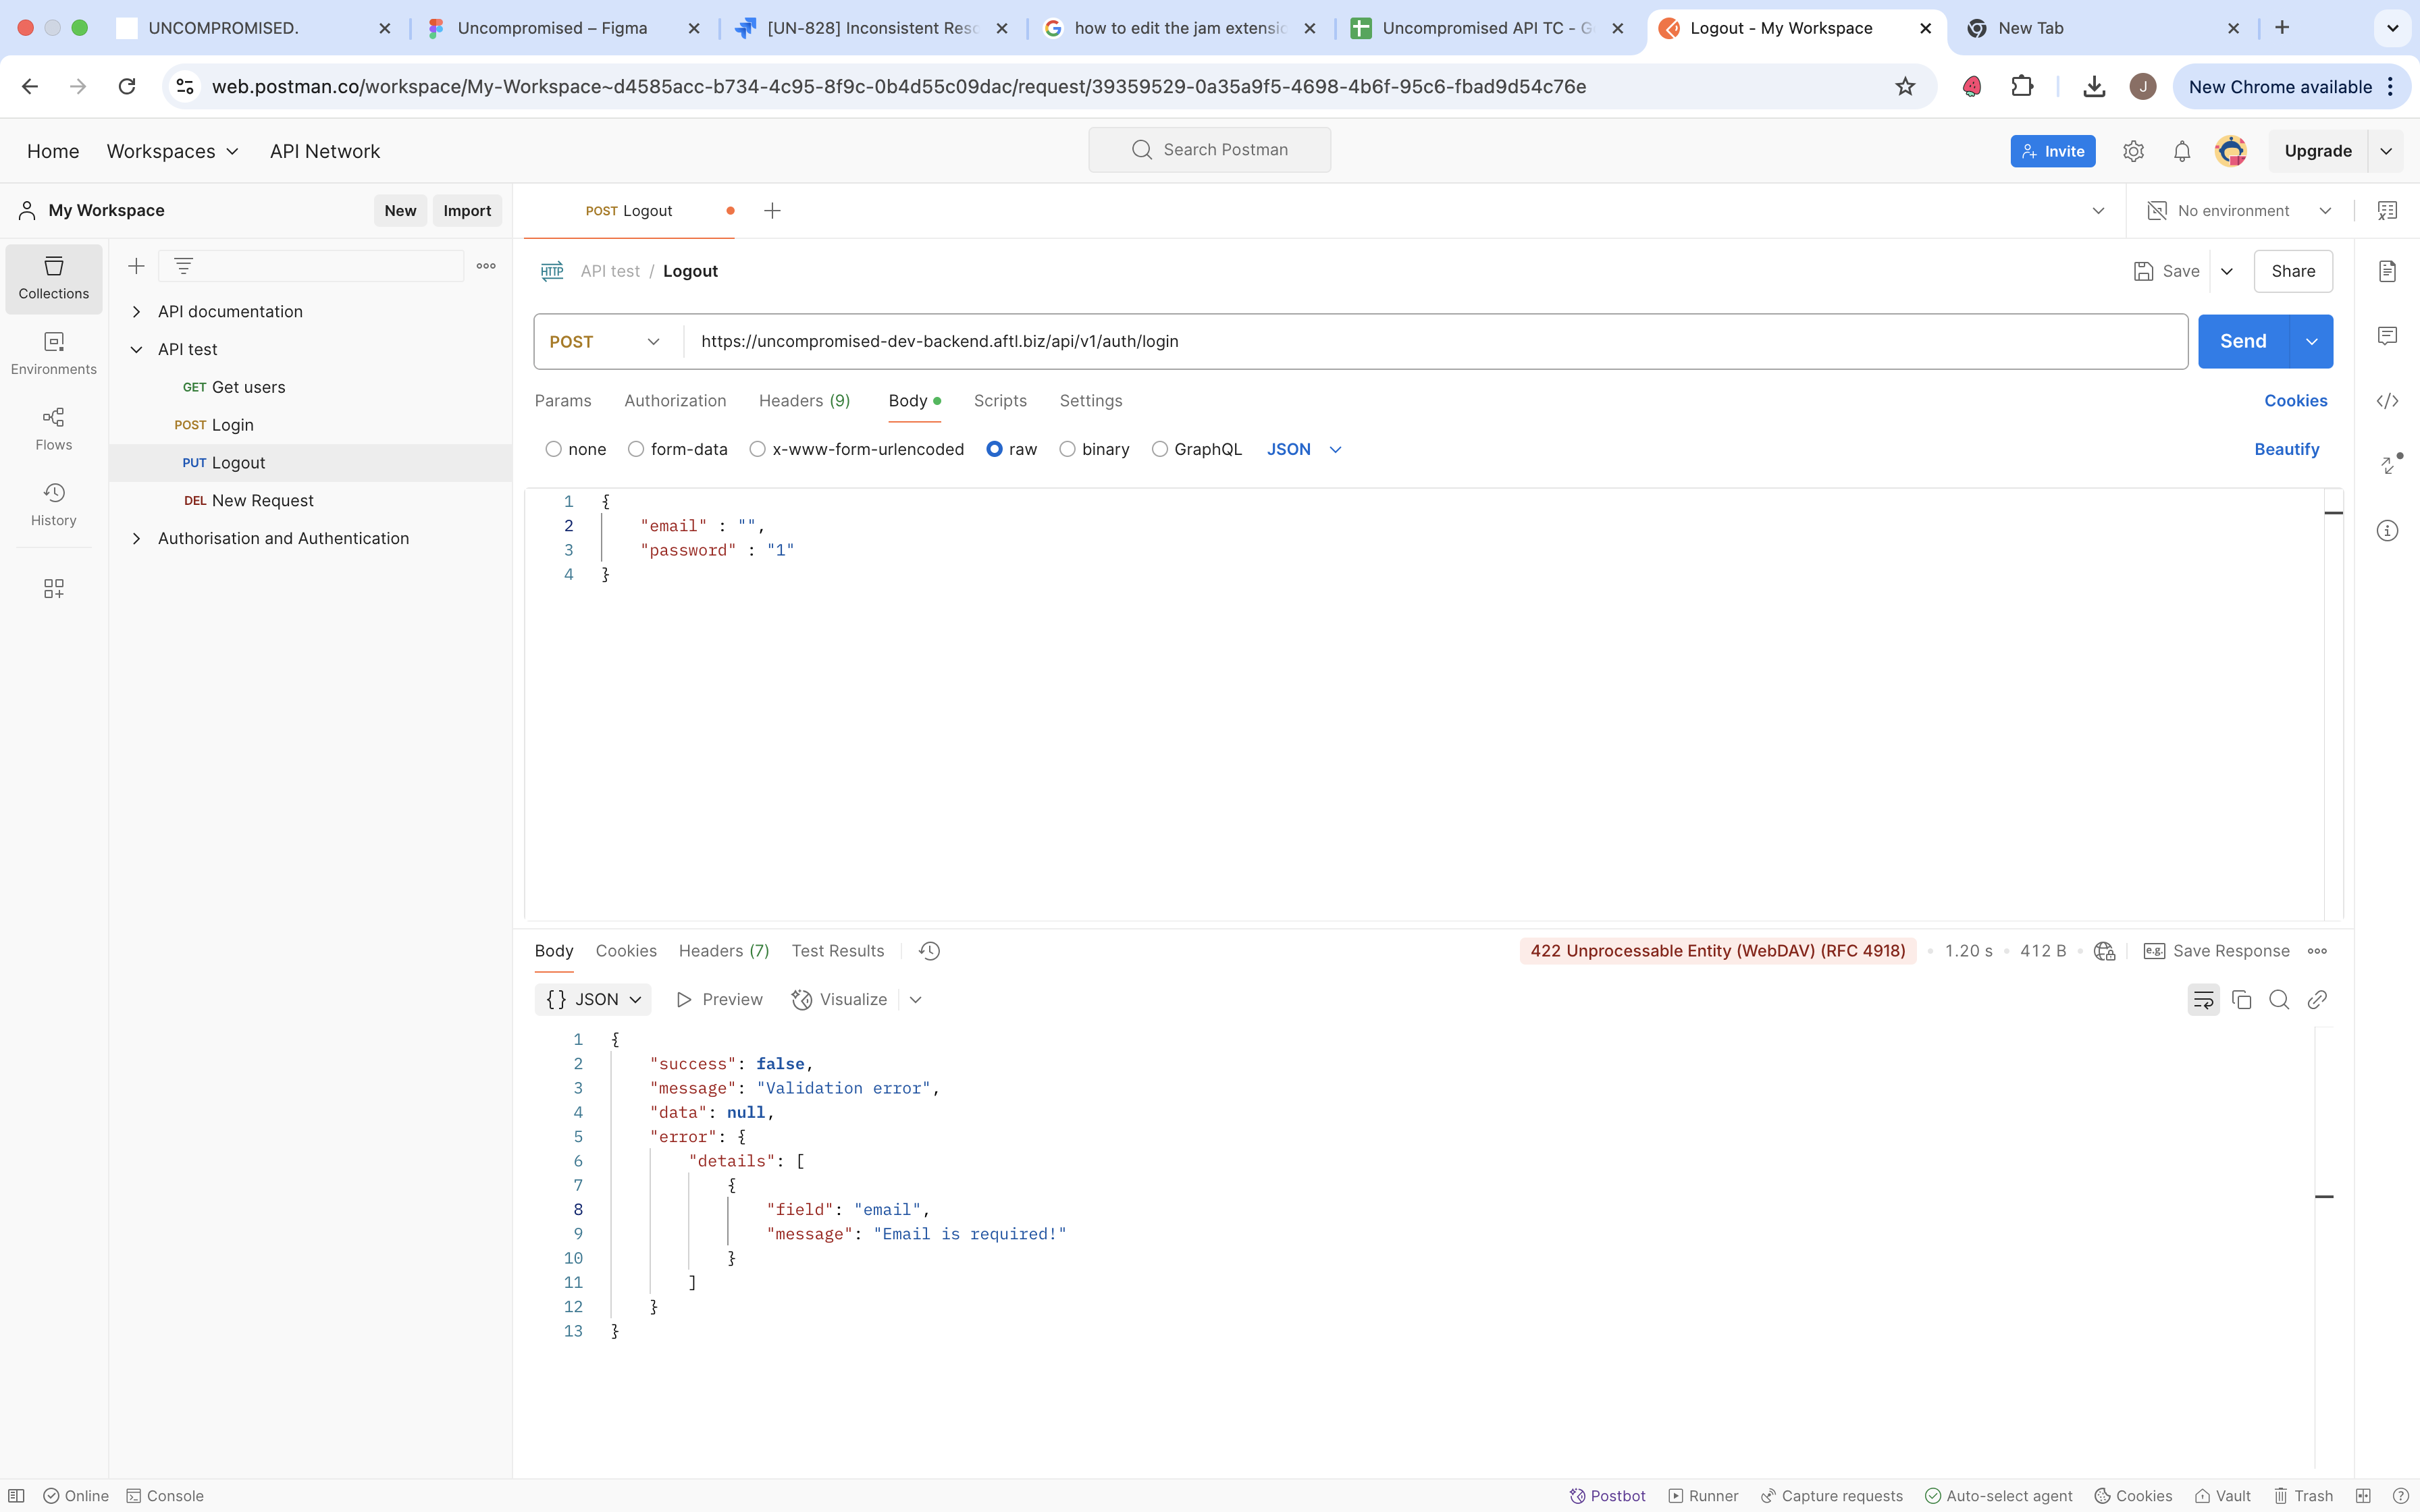 UNCOMPROMISED.
Uncompromised – Figma
[UN-828] Inconsistent Resc
how to edit the jam extensic
Uncompromised API TC - G
Logout - My Workspace
New Tab
web.postman.co/workspace/My-Workspace~d4585acc-b734-4c95-8f9c-0b4d55c09dac/request/39359529-0a35a9f5-4698-4b6f-95c6-fbad9d54c76e
J
New Chrome available
Home
Workspaces
API Network
Search Postman
Invite
Upgrade
My Workspace
New
Import
POST Logout
No environment
Collections
Environments
Flows
History
API documentation
API test
GET Get users
POST Login
PUT Logout
DEL New Request
Authorisation and Authentication
HTTP API test / Logout
Save
Share
POST
https://uncompromised-dev-backend.aftl.biz/api/v1/auth/login
Send
Params
Authorization
Headers (9)
Body
Scripts
Settings
Cookies
none
form-data
x-www-form-urlencoded
raw
binary
GraphQL
JSON
Beautify
1 {
2 "email" : "",
3 "password" : "1"
4 }
Body
Cookies
Headers (7)
Test Results
422 Unprocessable Entity (WebDAV) (RFC 4918)
1.20 s
412 B
e.g. Save Response
{} JSON
Preview
Visualize
1 {
2 "success": false,
3 "message": "Validation error",
4 "data": null,
5 "error": {
6 "details": [
7 {
8 "field": "email",
9 "message": "Email is required!"
10 }
11 ]
12 }
13 }
Online
Console
Postbot
Runner
Capture requests
Auto-select agent
Cookies
Vault
Trash